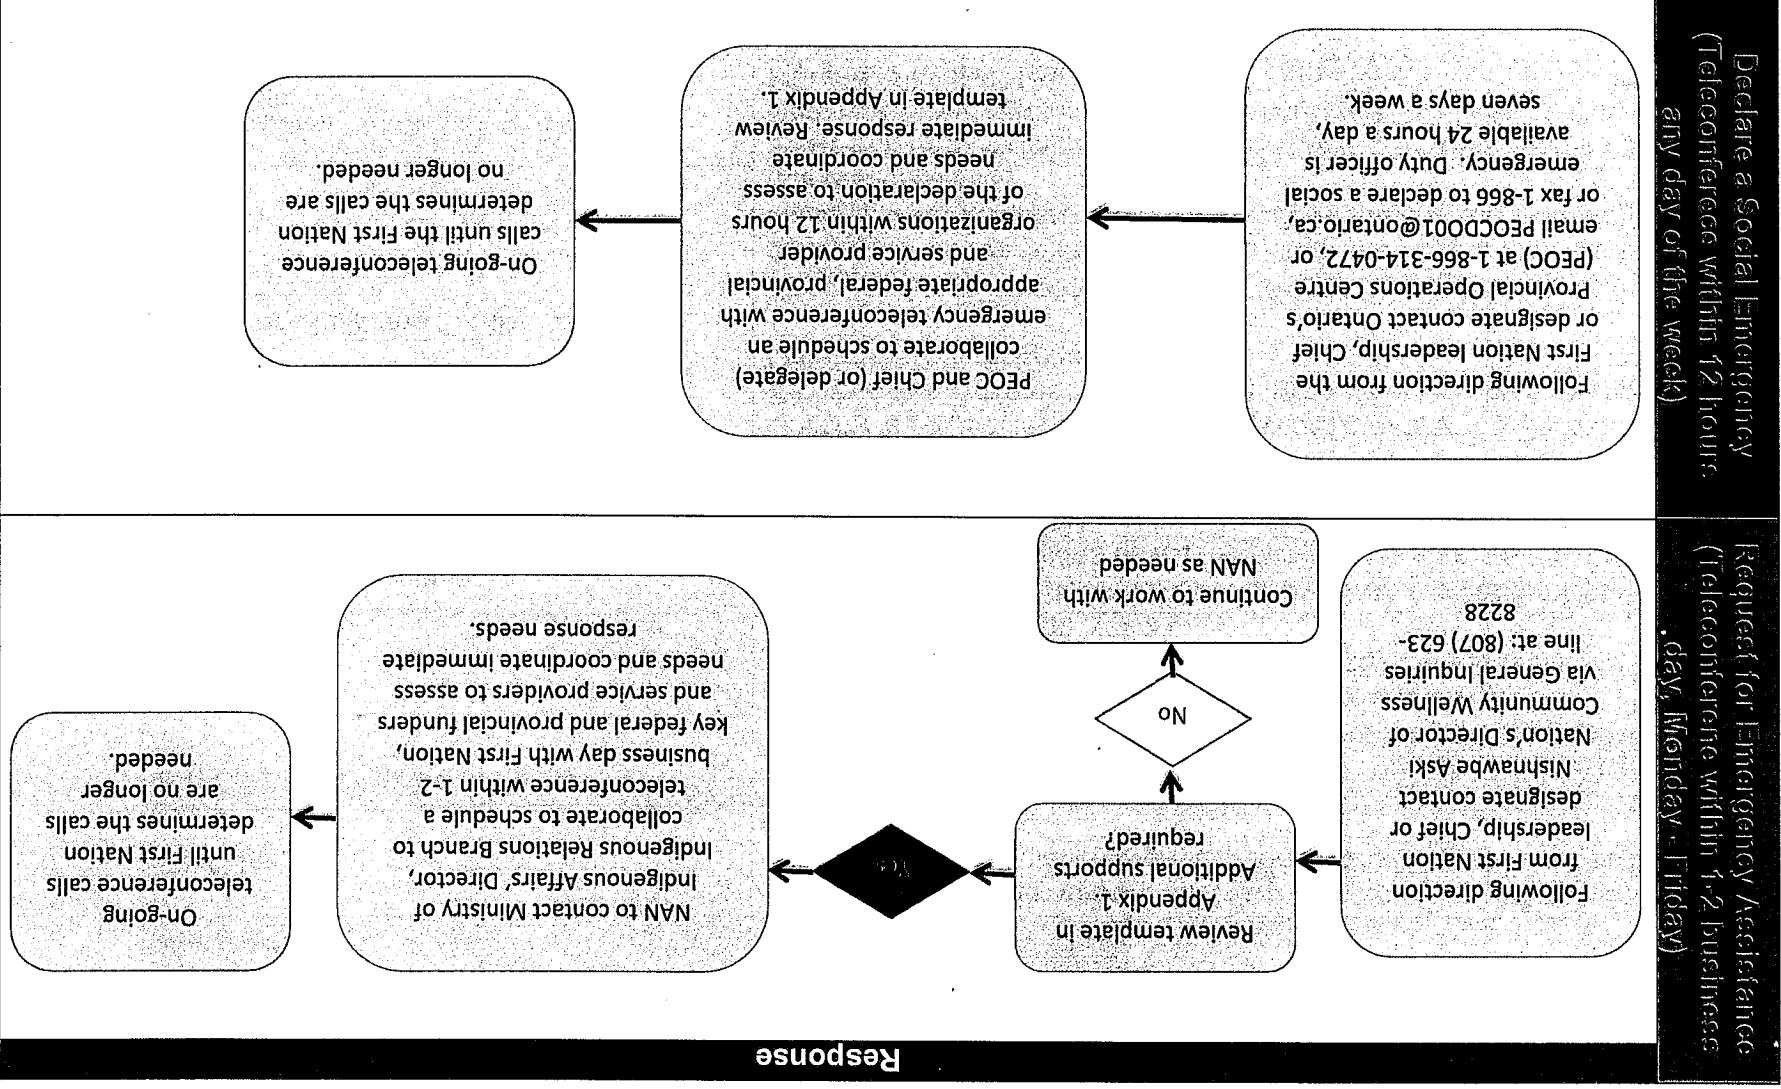 Response
Request for Emergency Assistance
(Teleconference within 1-2 business
day, Monday - Friday)
Following direction
from First Nation
leadership, Chief or
designate contact
Nishnawbe Aski
Nation's Director of
Community Wellness
via General Inquiries
line at: (807) 623-
8228
Review template in
Appendix 1.
Additional supports
required?
No
Continue to work with
NAN as needed
Yes
NAN to contact Ministry of
Indigenous Affairs' Director,
Indigenous Relations Branch to
collaborate to schedule a
teleconference within 1-2
business day with First Nation,
key federal and provincial funders
and service providers to assess
needs and coordinate immediate
response needs.
On-going
teleconference calls
until First Nation
determines the calls
are no longer
needed.
Declare a Social Emergency
(Teleconference within 12 hours
any day of the week)
Following direction from the
First Nation leadership, Chief
or designate contact Ontario's
Provincial Operations Centre
(PEOC) at 1-866-314-0472, or
email PEOCDO01@ontario.ca,
or fax 1-866 to declare a social
emergency. Duty officer is
available 24 hours a day,
seven days a week.
PEOC and Chief (or delegate)
collaborate to schedule an
emergency teleconference with
appropriate federal, provincial
and service provider
organizations within 12 hours
of the declaration to assess
needs and coordinate
immediate response. Review
template in Appendix 1.
On-going teleconference
calls until the First Nation
determines the calls are
no longer needed.